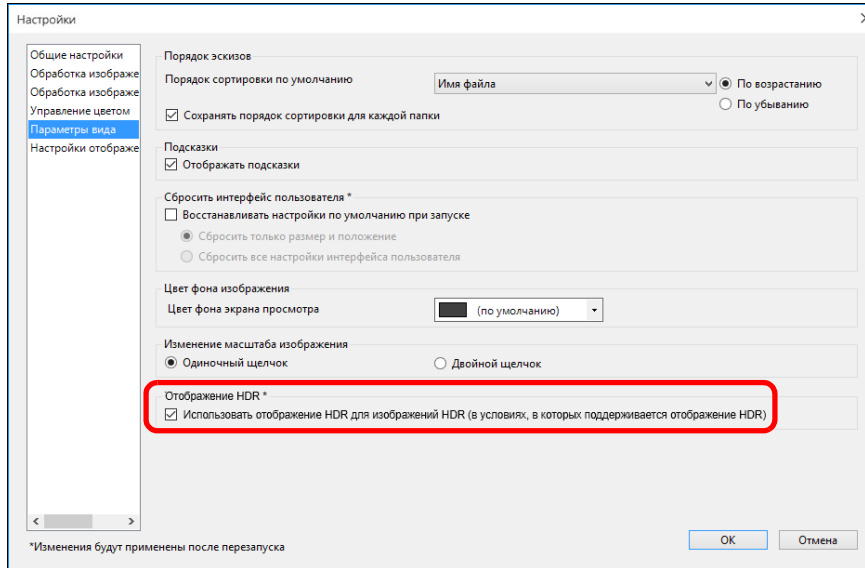 Настройки
Общие настройки
Обработка изображе
Обработка изображе
Управление цветом
Параметры вида
Настройки отображе
Порядок эскизов
Порядок сортировки по умолчанию
Имя файла
По возрастанию
По убыванию
Сохранять порядок сортировки для каждой папки
Подсказки
Отображать подсказки
Сбросить интерфейс пользователя *
Восстанавливать настройки по умолчанию при запуске
Сбросить только размер и положение
Сбросить все настройки интерфейса пользователя
Цвет фона изображения
Цвет фона экрана просмотра
(по умолчанию)
Изменение масштаба изображения
Одиночный щелчок
Двойной щелчок
Отображение HDR *
Использовать отображение HDR для изображений HDR (в условиях, в которых поддерживается отображение HDR)
*Изменения будут применены после перезапуска
OK
Отмена